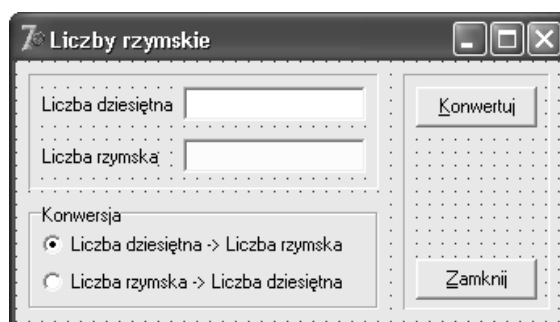 Liczby rzymskie
Liczba dziesiętna
Konwertuj
Liczba rzymska
Konwersja
Liczba dziesiętna -> Liczba rzymska
Liczba rzymska -> Liczba dziesiętna
Zamknij